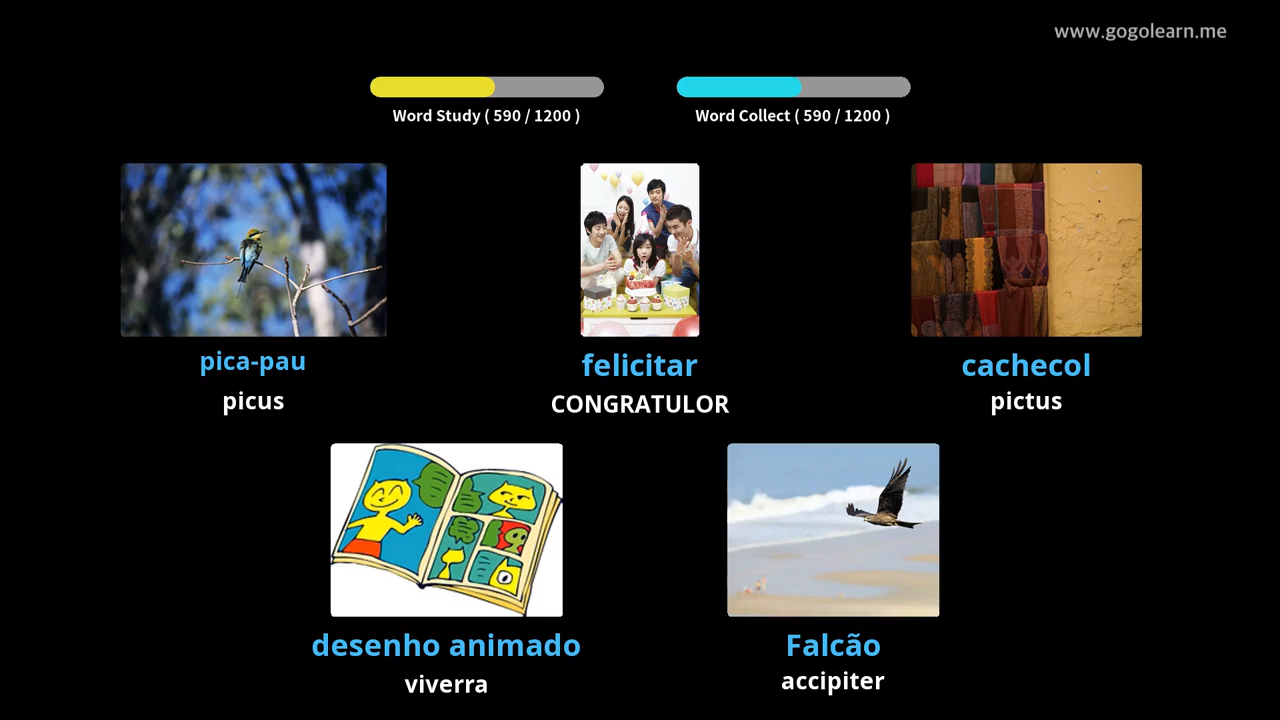 www.gogolearn.me
Word Study ( 590 / 1200 )
Word Collect ( 590 / 1200 )
pica-pau
picus
felicitar
CONGRATULOR
cachecol
pictus
desenho animado
viverra
Falcão
accipiter